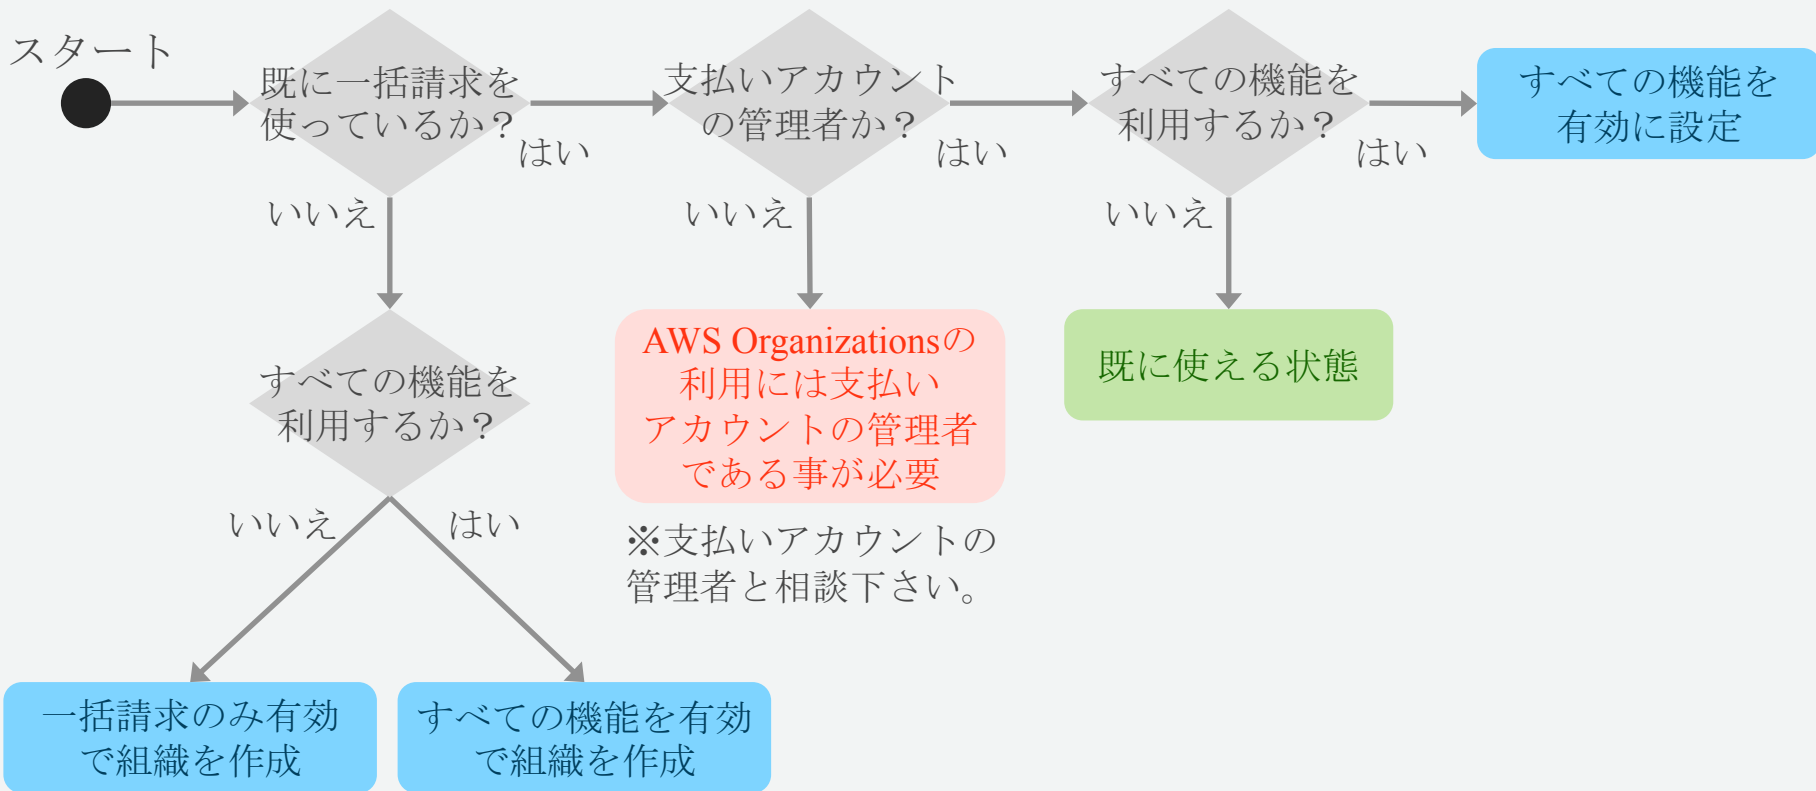 スタート
既に一括請求を
使っているか？
はい
いいえ
支払いアカウント
の管理者か？
はい
いいえ
すべての機能を
利用するか？
はい
いいえ
すべての機能を
有効に設定
すべての機能を
利用するか？
いいえ
はい
AWS Organizationsの
利用には支払い
アカウントの管理者
である事が必要
※支払いアカウントの
管理者と相談下さい。
既に使える状態
一括請求のみ有効
で組織を作成
すべての機能を有効
で組織を作成